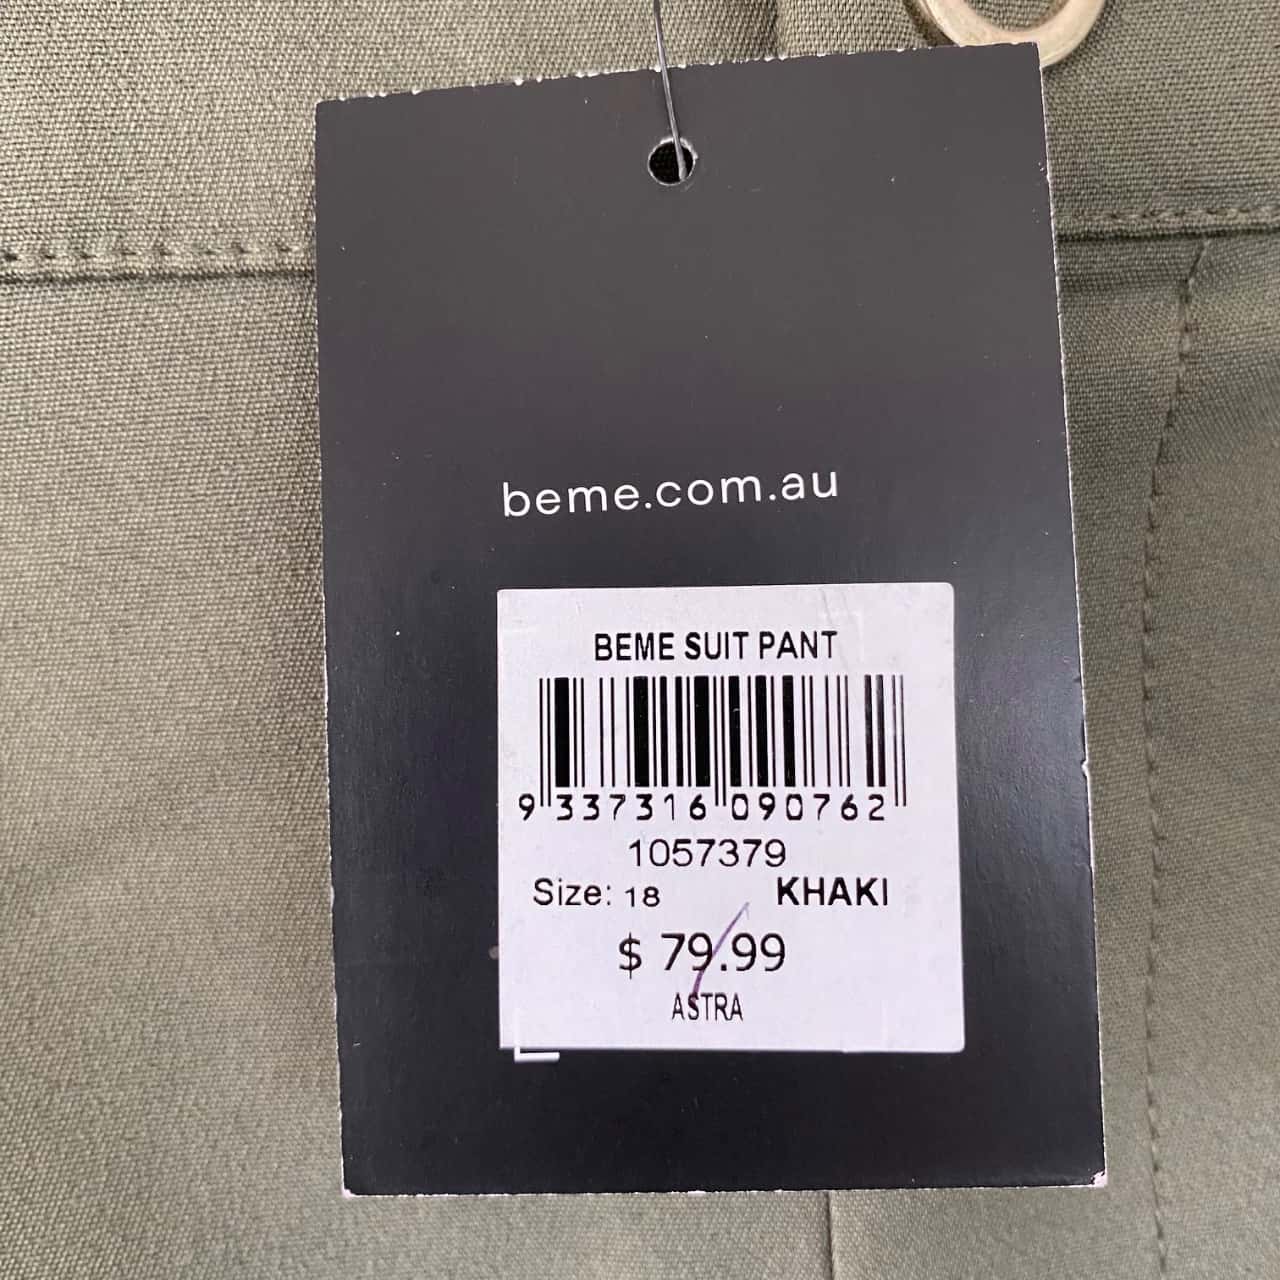 beme.com.au
BEME SUIT PANT
9 337316 090762
1057379
Size: 18 KHAKI
$ 79.99
ASTRA